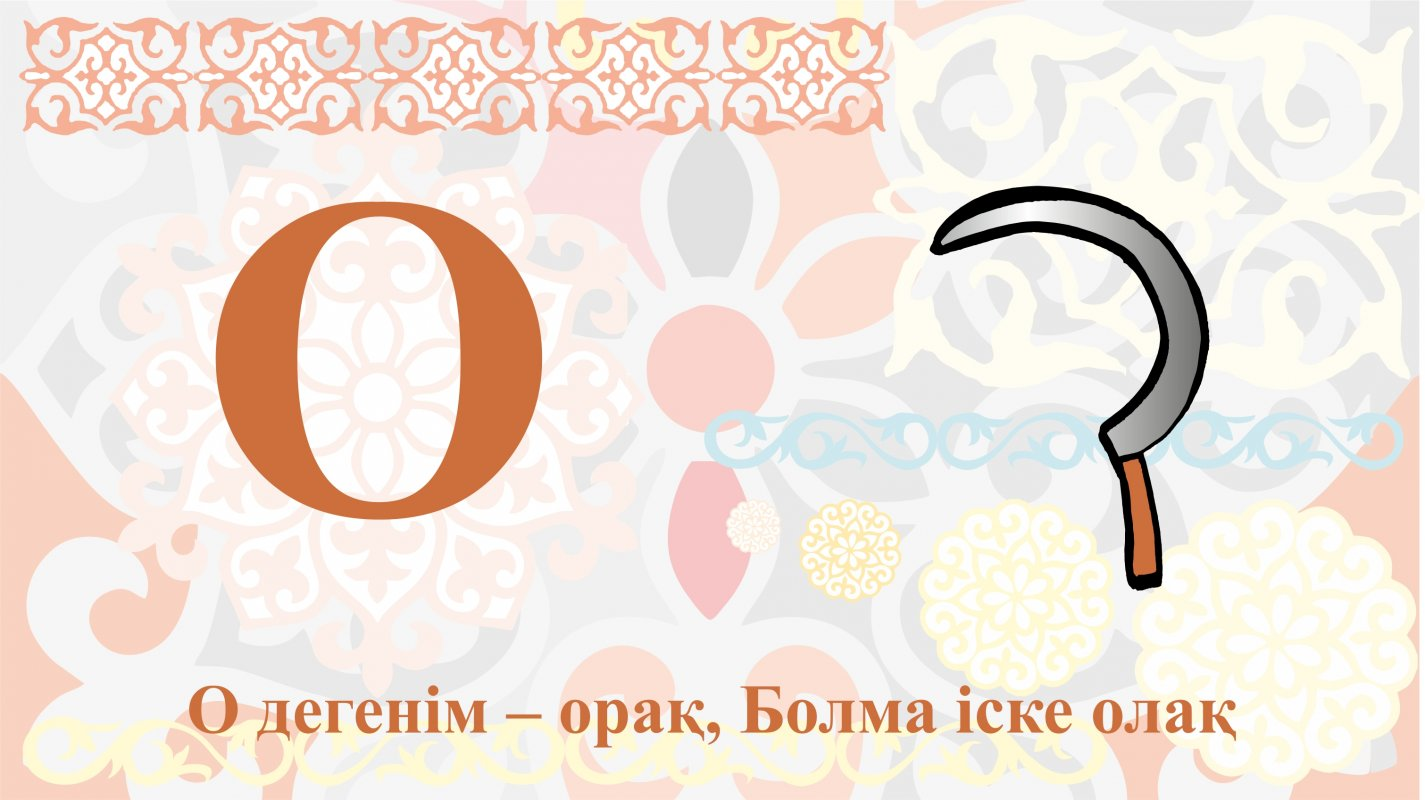 О
О дегенім – орақ, Болма іске олақ